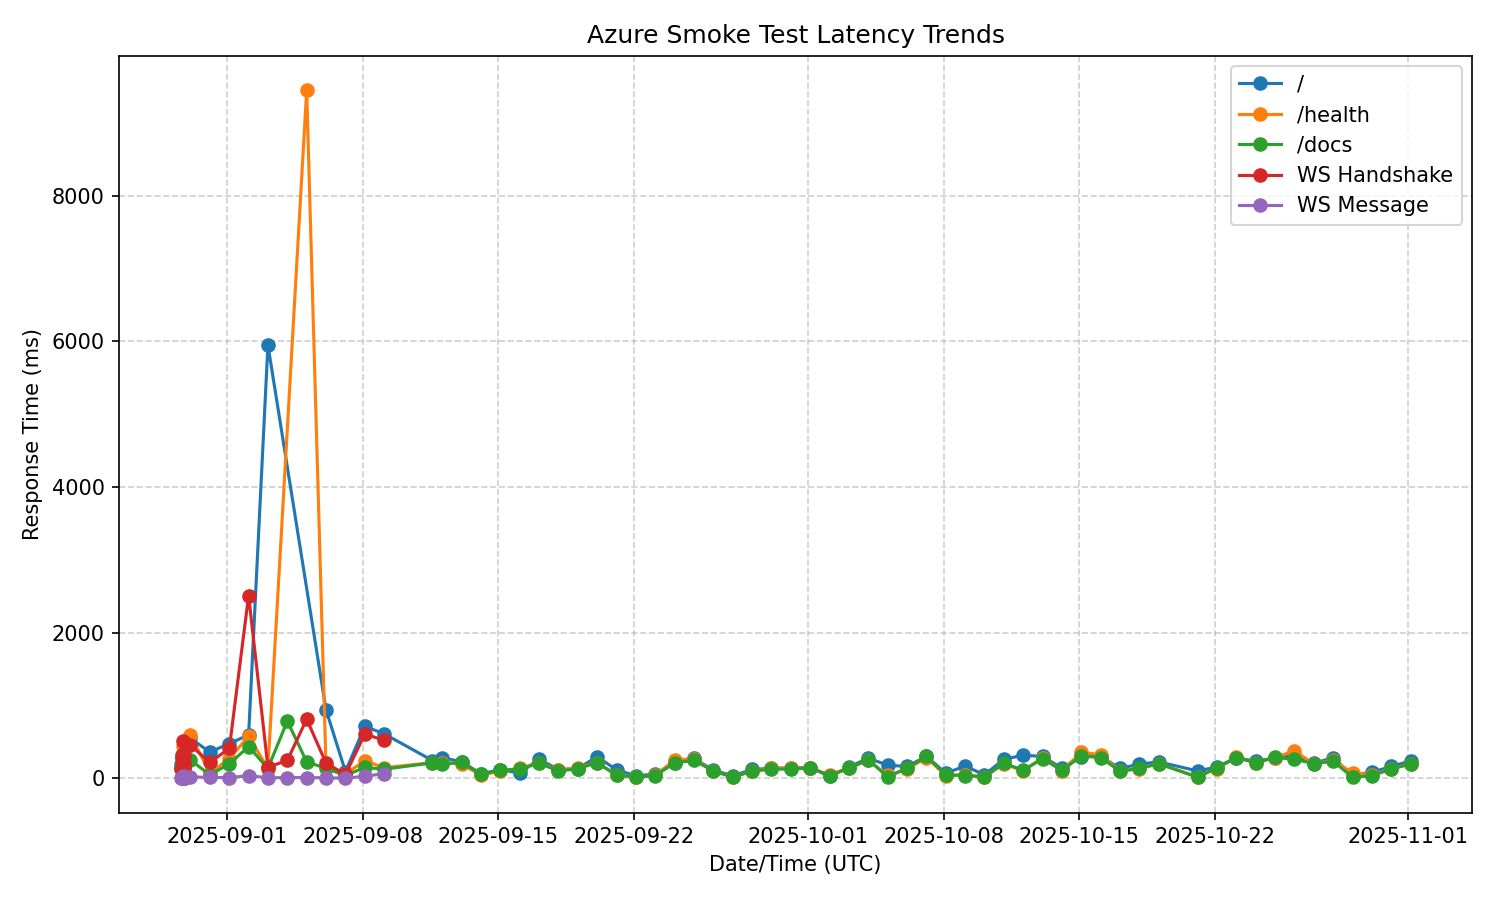 Azure Smoke Test Latency Trends
/
/health
/docs
WS Handshake
WS Message
Response Time (ms)
8000
6000
4000
2000
0
2025-09-01 2025-09-08 2025-09-15 2025-09-22 2025-10-01 2025-10-08 2025-10-15 2025-10-22 2025-11-01
Date/Time (UTC)